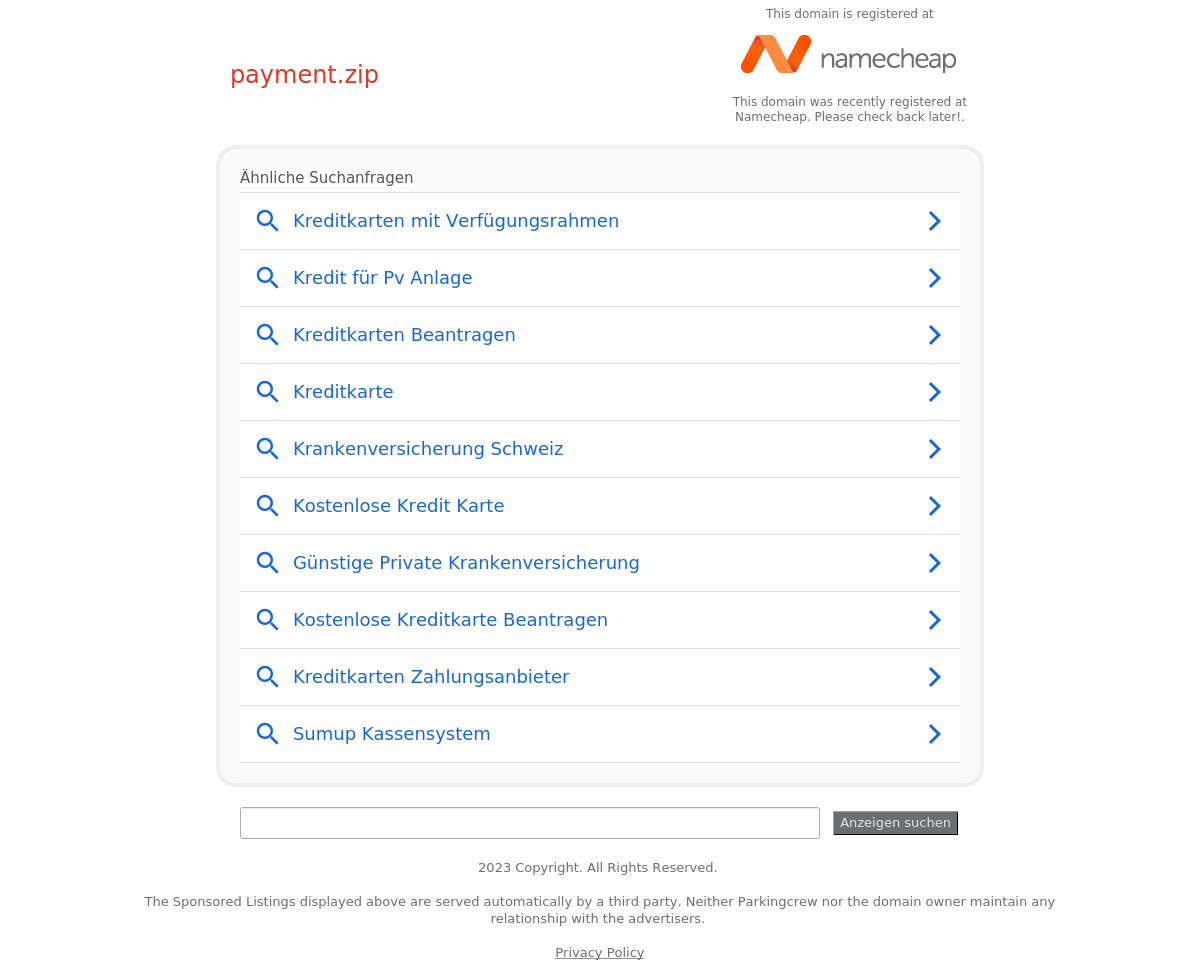 This domain is registered at
namecheap
payment.zip
This domain was recently registered at
Namecheap. Please check back later!.
Ähnliche Suchanfragen
Kreditkarten mit Verfügungsrahmen
Kredit für Pv Anlage
Kreditkarten Beantragen
Kreditkarte
Krankenversicherung Schweiz
Kostenlose Kredit Karte
Günstige Private Krankenversicherung
Kostenlose Kreditkarte Beantragen
Kreditkarten Zahlungsanbieter
Sumup Kassensystem
Anzeigen suchen
2023 Copyright. All Rights Reserved.
The Sponsored Listings displayed above are served automatically by a third party. Neither Parkingcrew nor the domain owner maintain any
relationship with the advertisers.
Privacy Policy